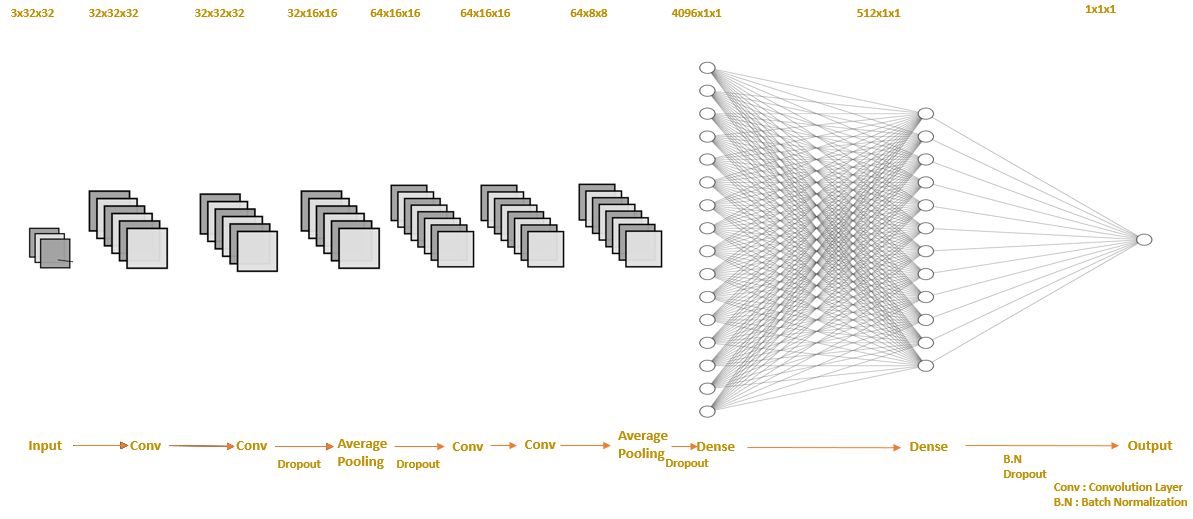 3x32x32 32x32x32 32x32x32 32x16x16 64x16x16 64x16x16 64x8x8 4096x1x1 512x1x1 1x1x1
Input Conv Conv Average Pooling Conv Conv Average Pooling Dense Dense Output
Dropout Dropout Dropout B.N
Dropout
Conv : Convolution Layer
B.N : Batch Normalization